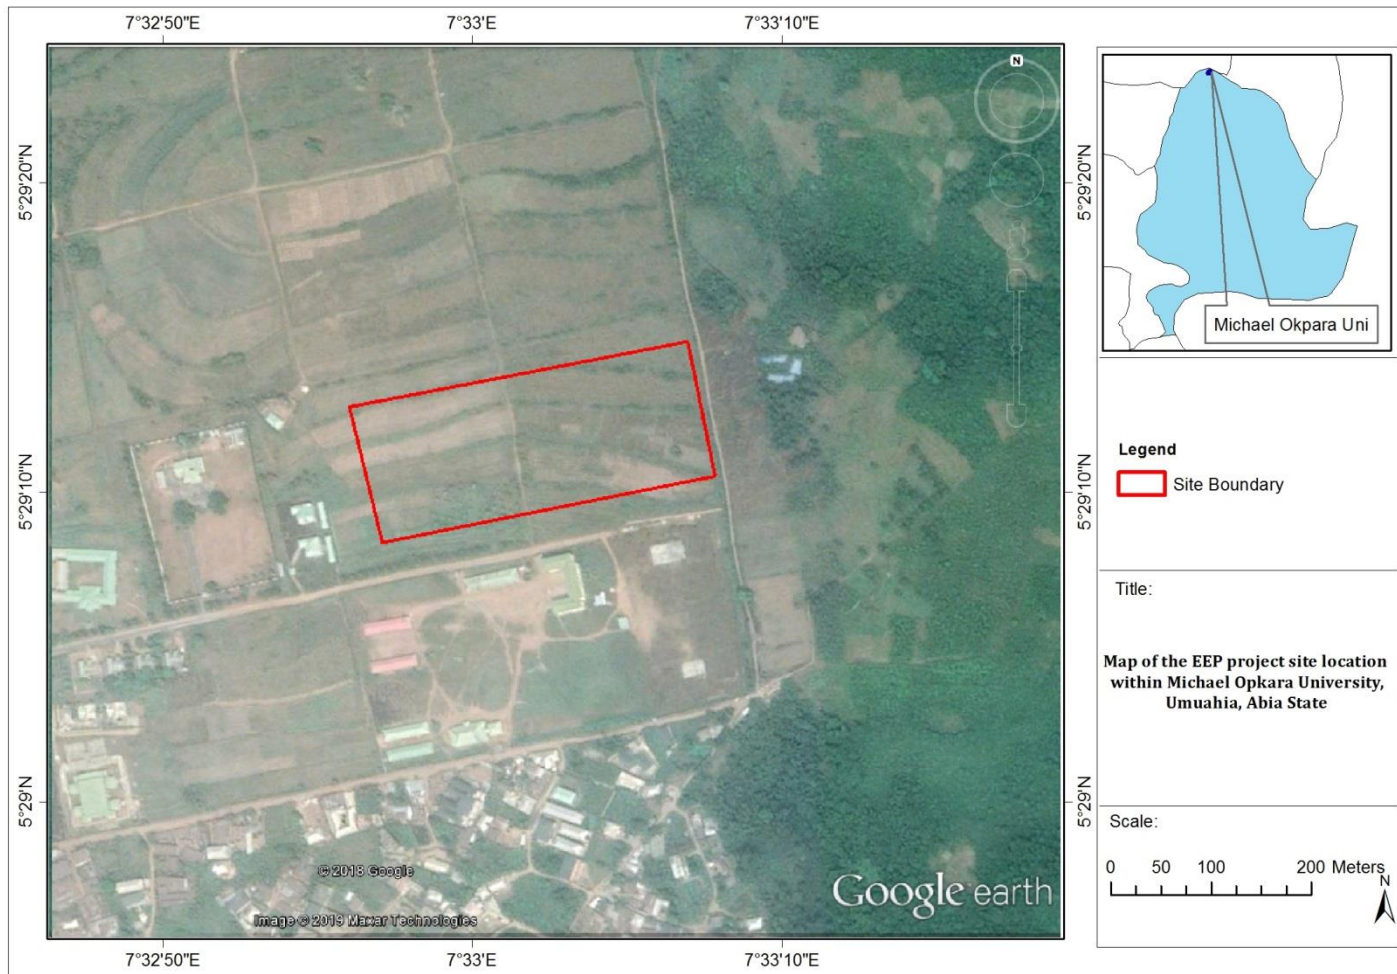 7°32'50"E 7°33'E 7°33'10"E
N
5°29'20"N
5°29'20"N
5°29'10"N
5°29'10"N
5°29'N
5°29'N
© 2018 Google
Image © 2019 Maxar Technologies
Google earth
7°32'50"E 7°33'E 7°33'10"E
Michael Okpara Uni
Legend
Site Boundary
Title:
Map of the EEP project site location
within Michael Opkara University,
Umuahia, Abia State
Scale:
0 50 100 200 Meters
N